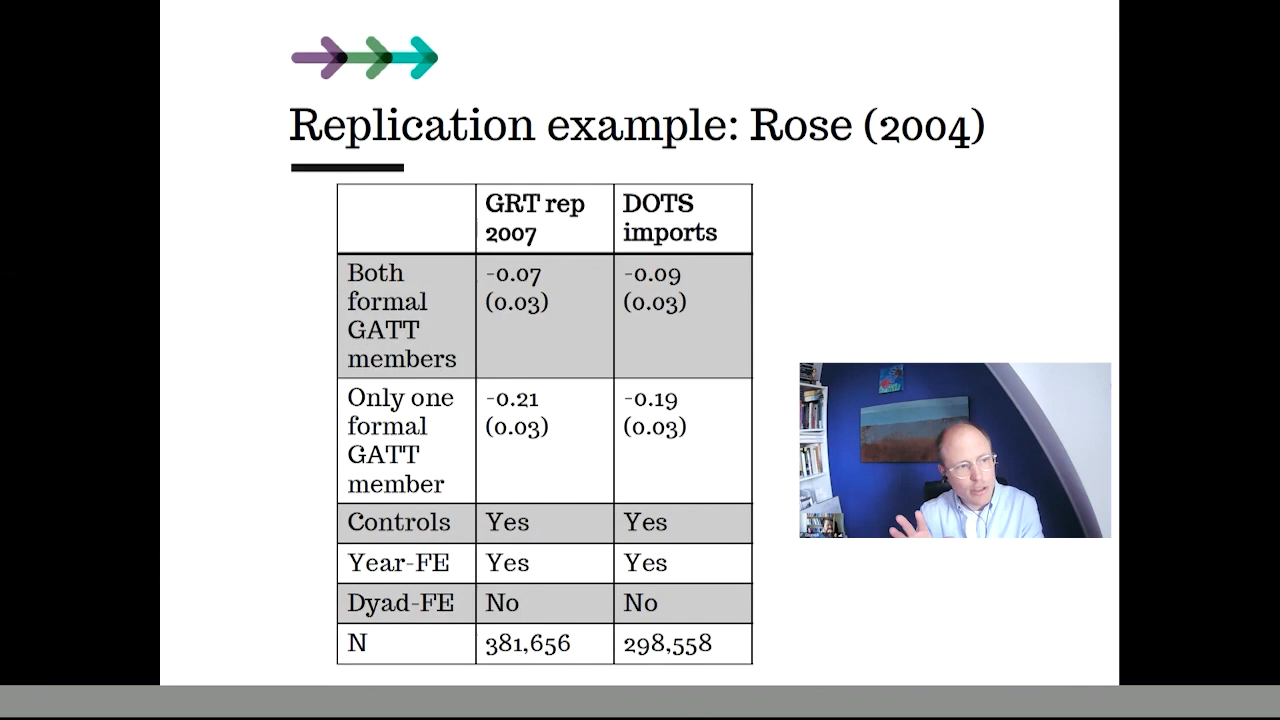 Replication example: Rose (2004)
GRT rep
2007
DOTS
imports
Both
formal
GATT
members
-0.07
(0.03)
-0.09
(0.03)
Only one
formal
GATT
member
-0.21
(0.03)
-0.19
(0.03)
Controls
Yes
Yes
Year-FE
Yes
Yes
Dyad-FE
No
No
N
381,656
298,558